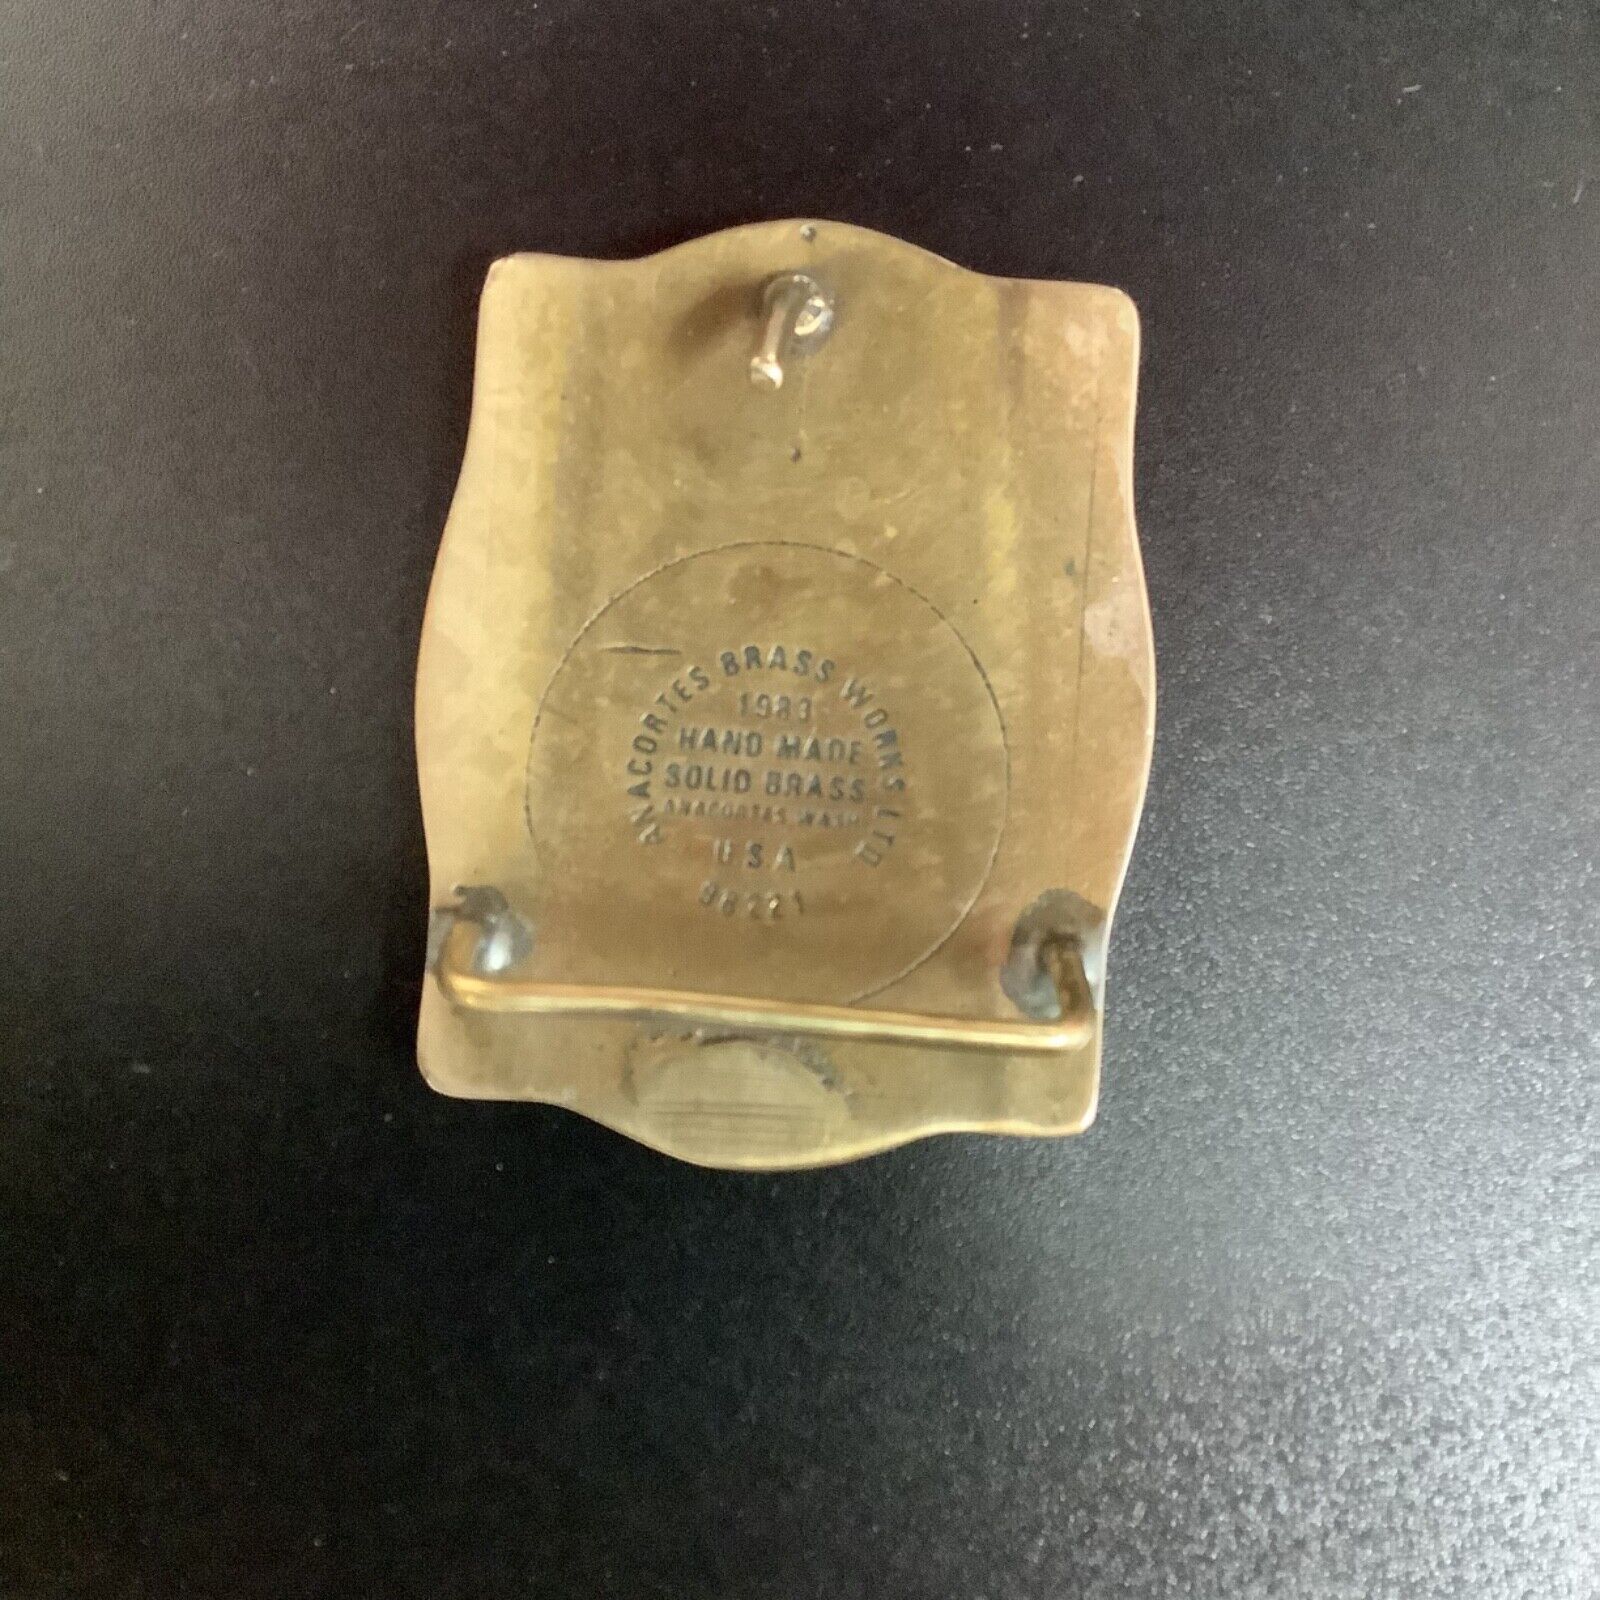 ANACORTES BRASS WORKS LTD
1983
HAND MADE
SOLID BRASS
ANACORTES, WASH.
USA
98221